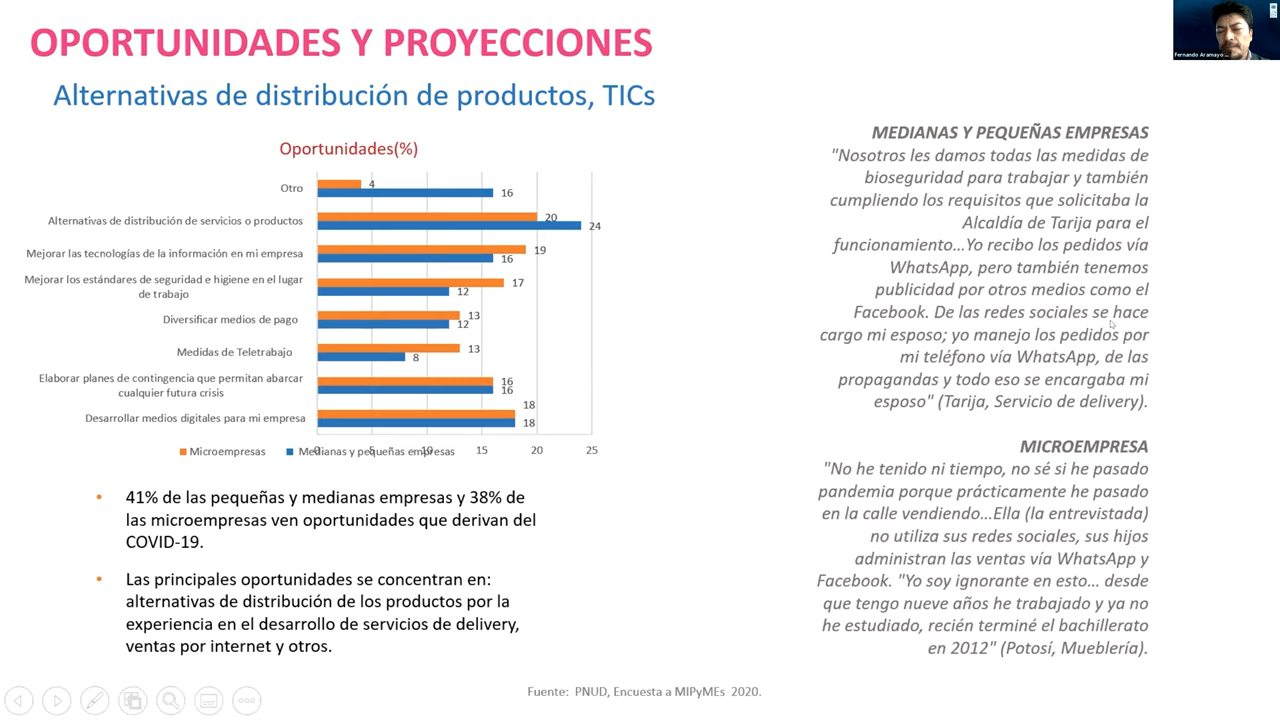 OPORTUNIDADES Y PROYECCIONES
Fernando Aramayo
Alternativas de distribución de productos, TICs
Oportunidades(%)
Otro
4
16
Alternativas de distribución de servicios o productos
20
24
Mejorar las tecnologías de la información en mi empresa
19
16
Mejorar los estándares de seguridad e higiene en el lugar
de trabajo
17
12
Diversificar medios de pago
13
12
Medidas de Teletrabajo
13
8
Elaborar planes de contingencia que permitan abarcar
cualquier futura crisis
16
16
Desarrollar medios digitales para mi empresa
18
18
0 5 10 15 20 25
Microempresas
Medianas y pequeñas empresas
• 41% de las pequeñas y medianas empresas y 38% de
las microempresas ven oportunidades que derivan del
COVID-19.
• Las principales oportunidades se concentran en:
alternativas de distribución de los productos por la
experiencia en el desarrollo de servicios de delivery,
ventas por internet y otros.
MEDIANAS Y PEQUEÑAS EMPRESAS
"Nosotros les damos todas las medidas de
bioseguridad para trabajar y también
cumpliendo los requisitos que solicitaba la
Alcaldía de Tarija para el
funcionamiento...Yo recibo los pedidos vía
WhatsApp, pero también tenemos
publicidad por otros medios como el
Facebook. De las redes sociales se hace
cargo mi esposo; yo manejo los pedidos por
mi teléfono vía WhatsApp, de las
propagandas y todo eso se encargaba mi
esposo" (Tarija, Servicio de delivery).
MICROEMPRESA
"No he tenido ni tiempo, no sé si he pasado
pandemia porque prácticamente he pasado
en la calle vendiendo...Ella (la entrevistada)
no utiliza sus redes sociales, sus hijos
administran las ventas vía WhatsApp y
Facebook. "Yo soy ignorante en esto... desde
que tengo nueve años he trabajado y ya no
he estudiado, recién terminé el bachillerato
en 2012" (Potosí, Mueblería).
Fuente: PNUD, Encuesta a MIPyMEs 2020.